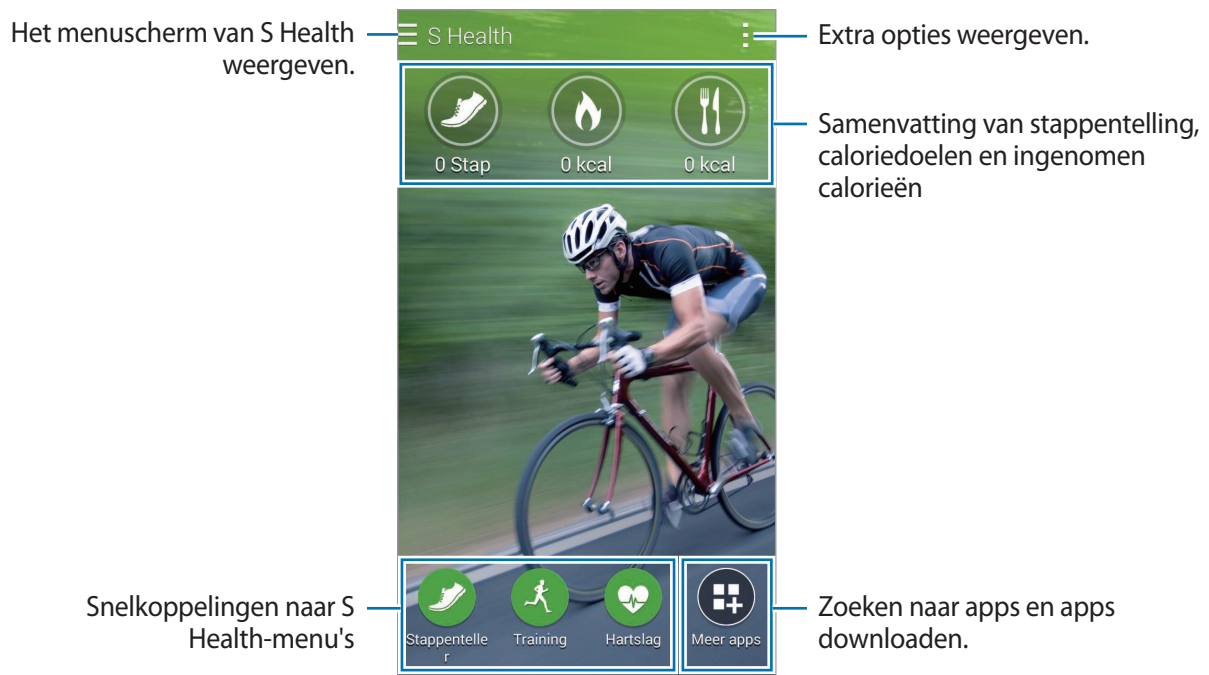 Het menuscherm van S Health
weergeven.
S Health
Extra opties weergeven.
0 Stap
0 kcal
0 kcal
Samenvatting van stappentelling,
caloriedoelen en ingenomen
calorieën
Snelkoppelingen naar S
Health-menu's
Stappentelle
r
Training
Hartslag
Meer apps
Zoeken naar apps en apps
downloaden.